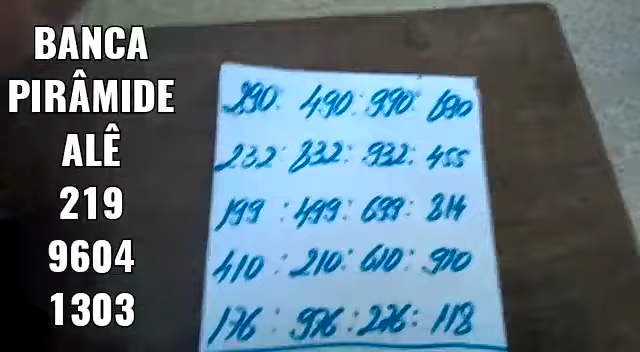 BANCA
PIRÂMIDE
ALÊ
219
9604
1303
290: 490: 990: 690
232: 832: 932: 455
199 : 499: 699: 814
410 : 210: 610: 910
176 : 976: 276: 118